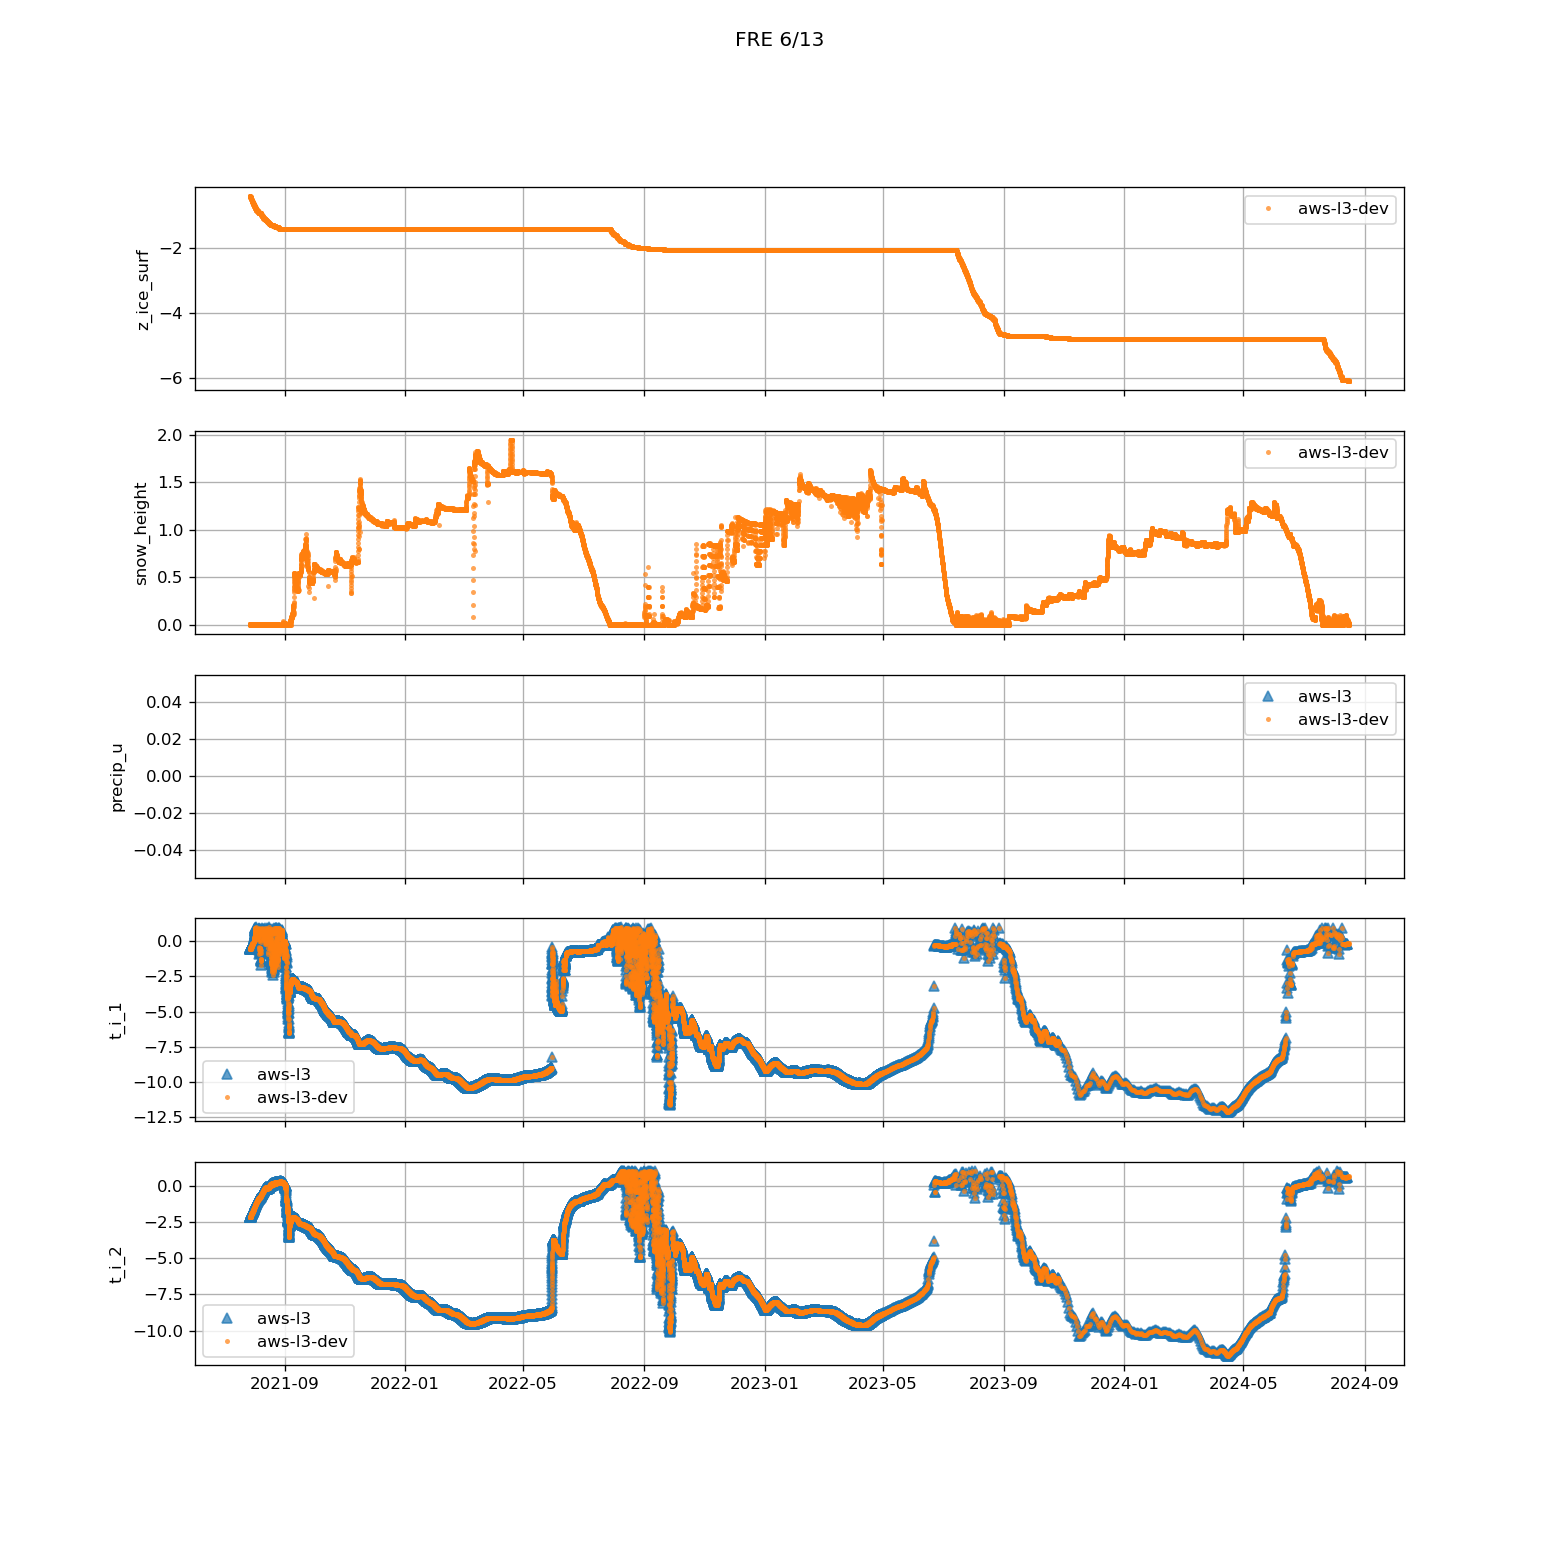 FRE 6/13
aws-l3-dev
−2
−4
−6
z_ice_surf
aws-l3-dev
2.0
1.5
1.0
0.5
0.0
snow_height
aws-l3
aws-l3-dev
0.04
0.02
0.00
−0.02
−0.04
precip_u
0.0
−2.5
−5.0
−7.5
−10.0
−12.5
t_i_1
aws-l3
aws-l3-dev
0.0
−2.5
−5.0
−7.5
−10.0
t_i_2
aws-l3
aws-l3-dev
2021-09 2022-01 2022-05 2022-09 2023-01 2023-05 2023-09 2024-01 2024-05 2024-09